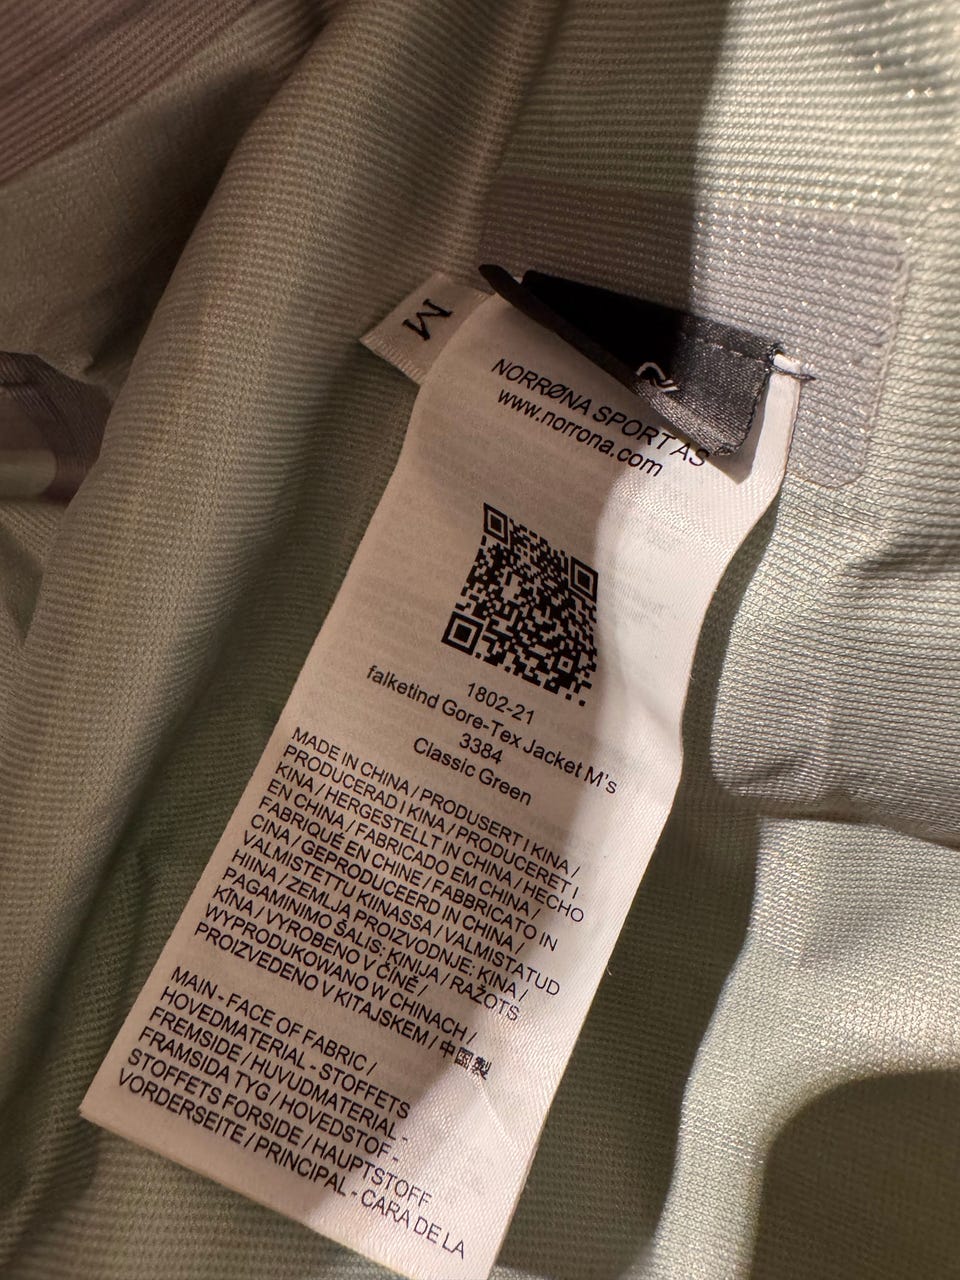 M
NORRØNA SPORT AS
www.norrona.com
1802-21
falketind Gore-Tex Jacket M's
3384
Classic Green
MADE IN CHINA / PRODUSERT I KINA /
PRODUCERAD I KINA / PRODUCERET I
KINA / HERGESTELLT IN CHINA / HECHO
EN CHINA / FABRICADO EM CHINA /
FABRIQUÉ EN CHINE / FABBRICATO IN
CINA / GEPRODUCEERD IN CHINA /
VALMISTETTU KIINASSA / VALMISTATUD
HIINA / ZEMLJA PROIZVODNJE: KINA /
PAGAMINIMO ŠALIS: KINIJA / RAŽOTS
ĶĪNA / VYROBENO V ČÍNĚ /
WYPRODUKOWANO W CHINACH /
PROIZVEDENO V KITAJSKEM / 中國製
MAIN - FACE OF FABRIC /
HOVEDMATERIAL - STOFFETS
FREMSIDE / HUVUDMATERIAL -
FRAMSIDA TYG / HOVEDSTOF -
STOFFETS FORSIDE / HAUPTSTOFF
VORDERSEITE / PRINCIPAL - CARA DE LA